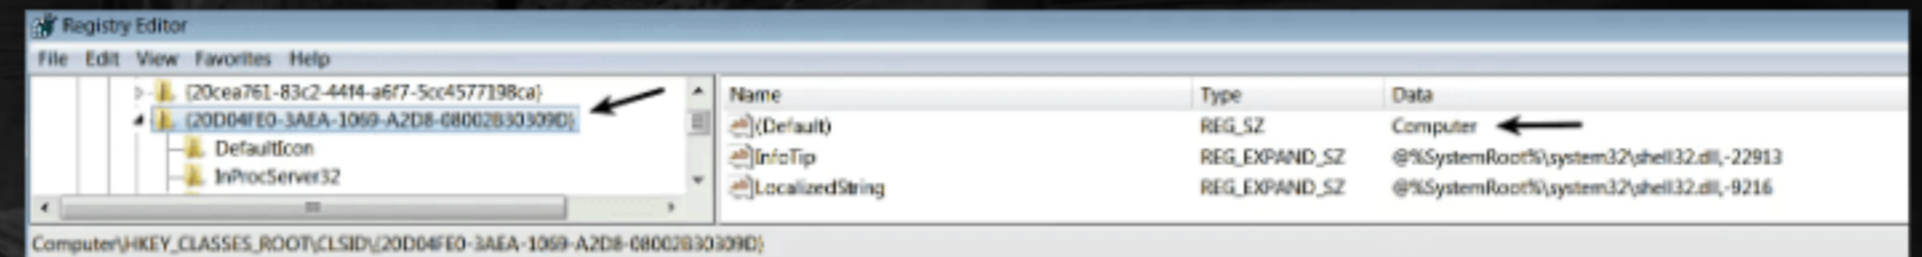 Registry Editor
File Edit View Favorites Help
{20cea761-83c2-44f4-a6f7-5cc4577198ca}
{20D04FE0-3AEA-1069-A2D8-08002B30309D}
DefaultIcon
InProcServer32
Name Type Data
(Default) REG_SZ Computer
InfoTip REG_EXPAND_SZ @%SystemRoot%\system32\shell32.dll,-22913
LocalizedString REG_EXPAND_SZ @%SystemRoot%\system32\shell32.dll,-9216
Computer\HKEY_CLASSES_ROOT\CLSID\{20D04FE0-3AEA-1069-A2D8-08002B30309D}